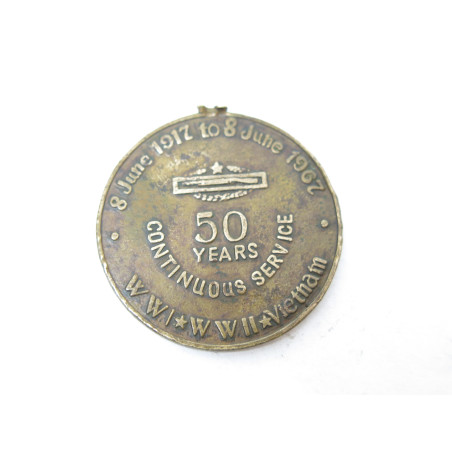 8 June 1917 to 8 June 1967
50
YEARS
CONTINUOUS SERVICE
WWI ★ WWII ★ Vietnam